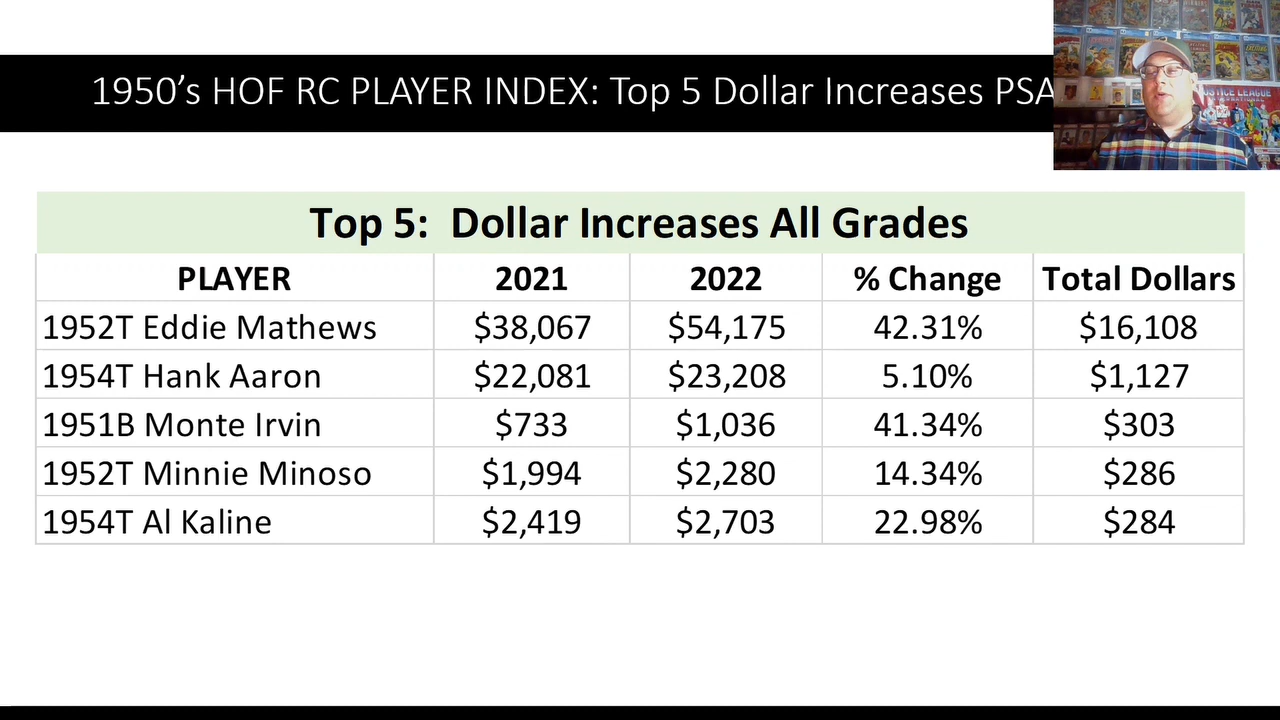 1950's HOF RC PLAYER INDEX: Top 5 Dollar Increases PSA
JUSTICE LEAGUE
Top 5: Dollar Increases All Grades
PLAYER 2021 2022 % Change Total Dollars
1952T Eddie Mathews $38,067 $54,175 42.31% $16,108
1954T Hank Aaron $22,081 $23,208 5.10% $1,127
1951B Monte Irvin $733 $1,036 41.34% $303
1952T Minnie Minoso $1,994 $2,280 14.34% $286
1954T Al Kaline $2,419 $2,703 22.98% $284